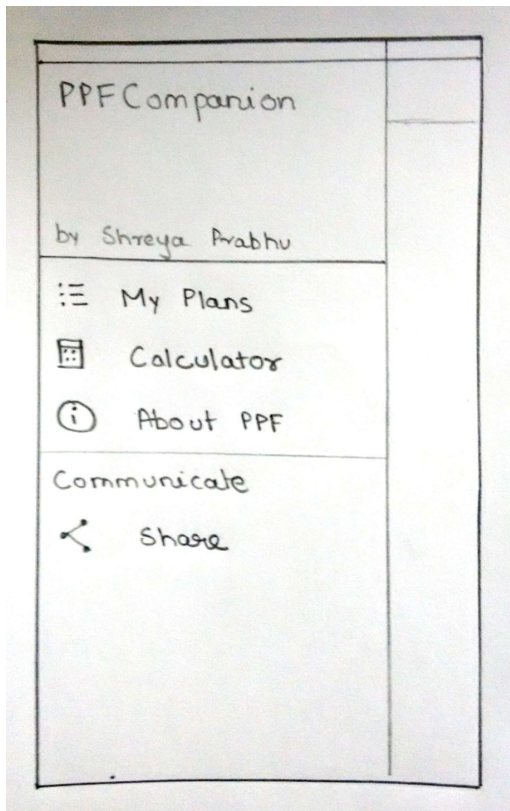 PPF Companion
by Shreya Prabhu
My Plans
Calculator
About PPF
Communicate
Share